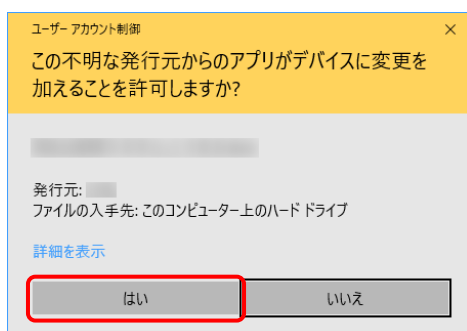 ユーザー アカウント制御
この不明な発行元からのアプリがデバイスに変更を
加えることを許可しますか?
発行元:
ファイルの入手先: このコンピューター上のハード ドライブ
詳細を表示
はい
いいえ